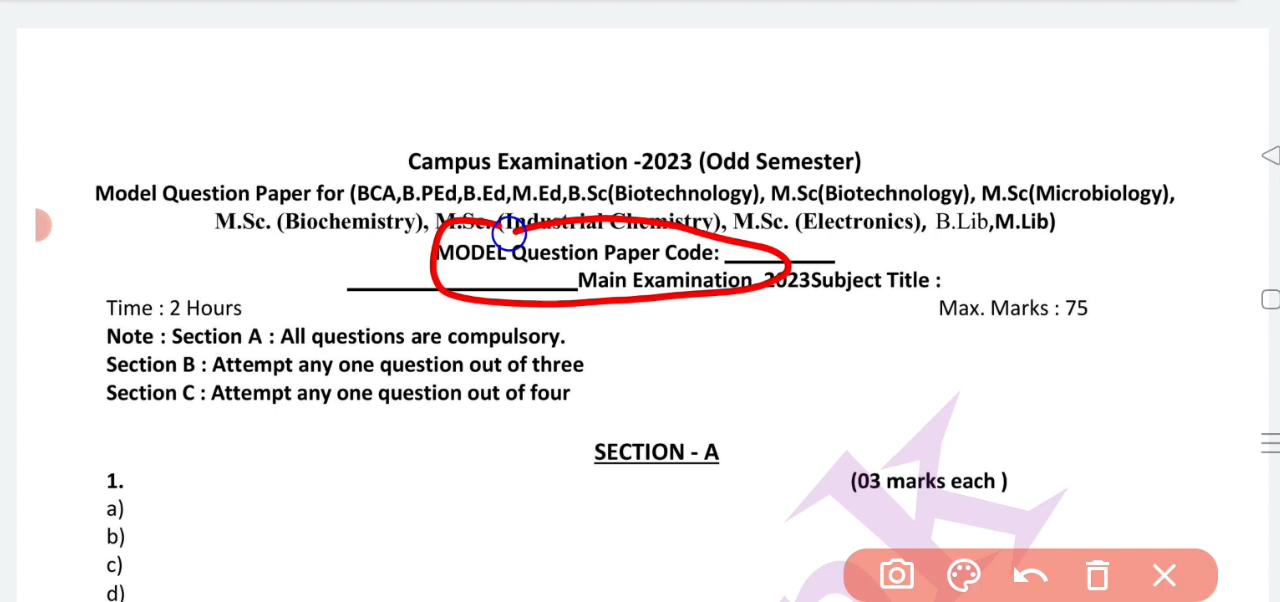 Campus Examination -2023 (Odd Semester)
Model Question Paper for (BCA,B.PEd,B.Ed,M.Ed,B.Sc(Biotechnology), M.Sc(Biotechnology), M.Sc(Microbiology),
M.Sc. (Biochemistry), M.Sc. (Industrial Chemistry), M.Sc. (Electronics), B.Lib,M.Lib)
MODEL Question Paper Code: __________
_____________________Main Examination, 2023Subject Title :
Time : 2 Hours Max. Marks : 75
Note : Section A : All questions are compulsory.
Section B : Attempt any one question out of three
Section C : Attempt any one question out of four
SECTION - A
1. (03 marks each )
a)
b)
c)
d)